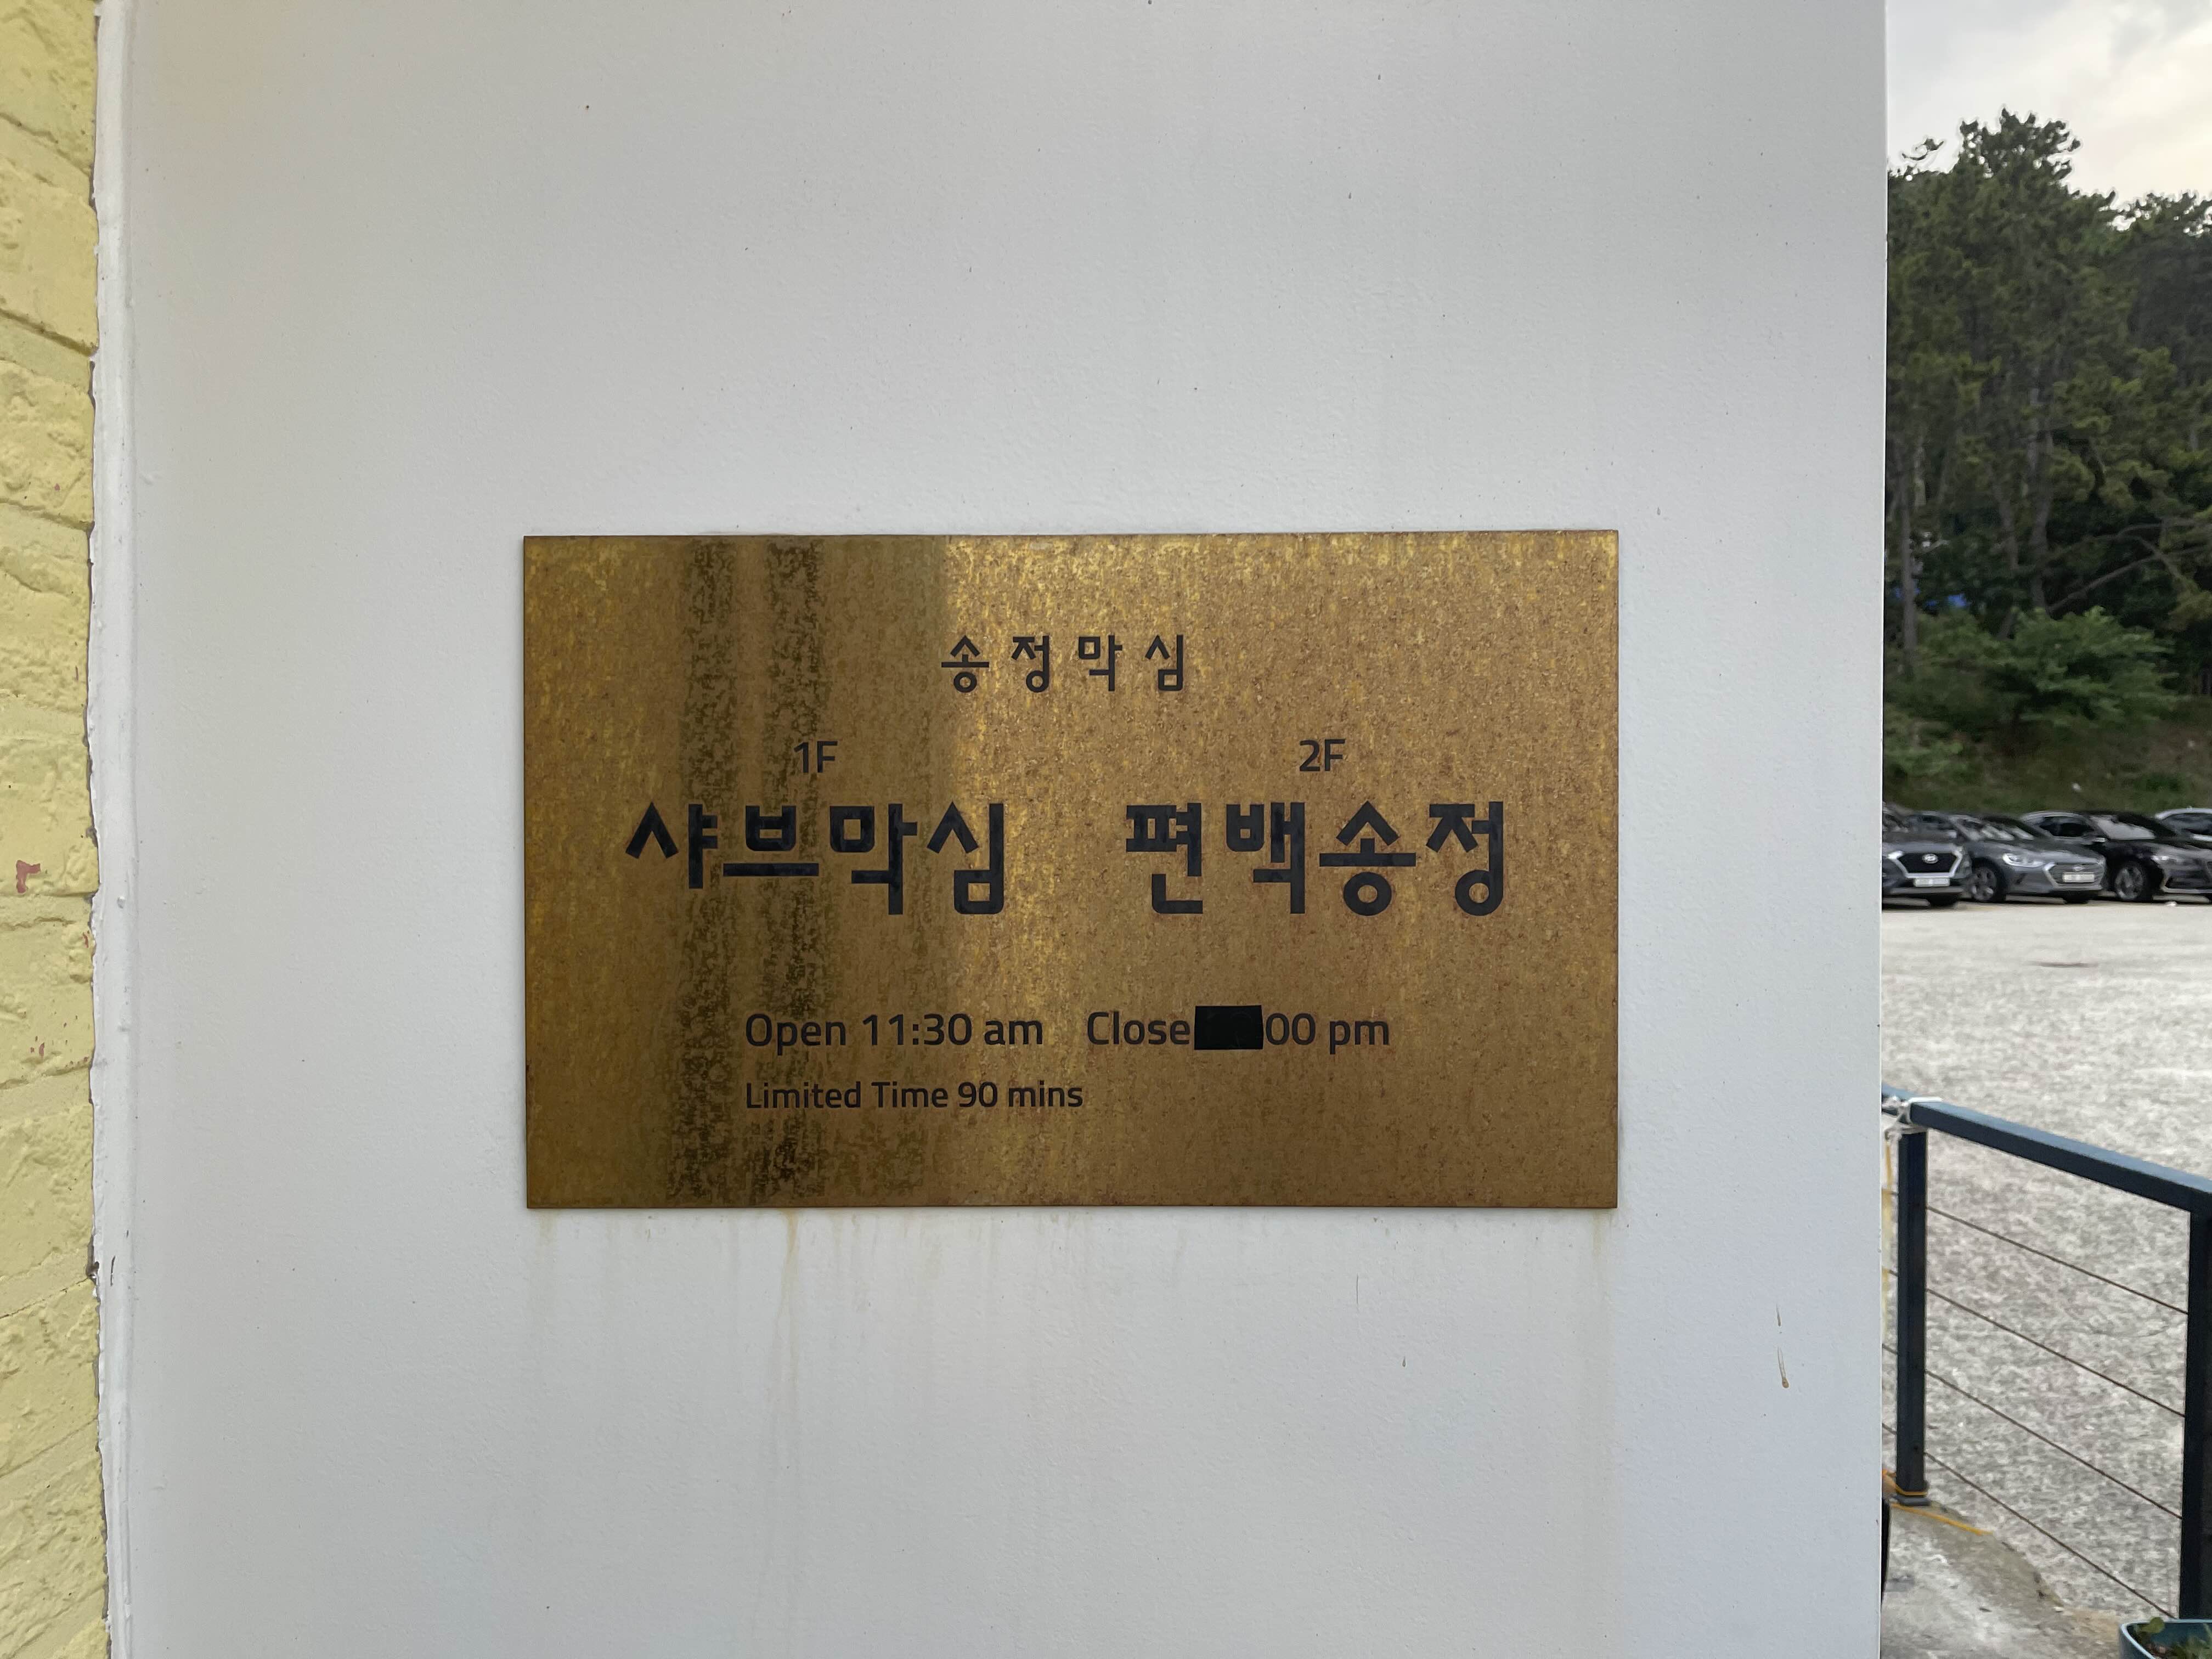 송정막심
1F 2F
샤브막심 편백송정
Open 11:30 am Close 00 pm
Limited Time 90 mins